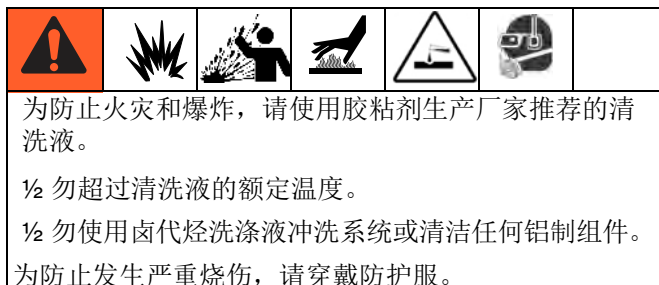 为防止火灾和爆炸，请使用胶粘剂生产厂家推荐的清
洗液。
½ 勿超过清洗液的额定温度。
½ 勿使用卤代烃洗涤液冲洗系统或清洁任何铝制组件。
为防止发生严重烧伤，请穿戴防护服。